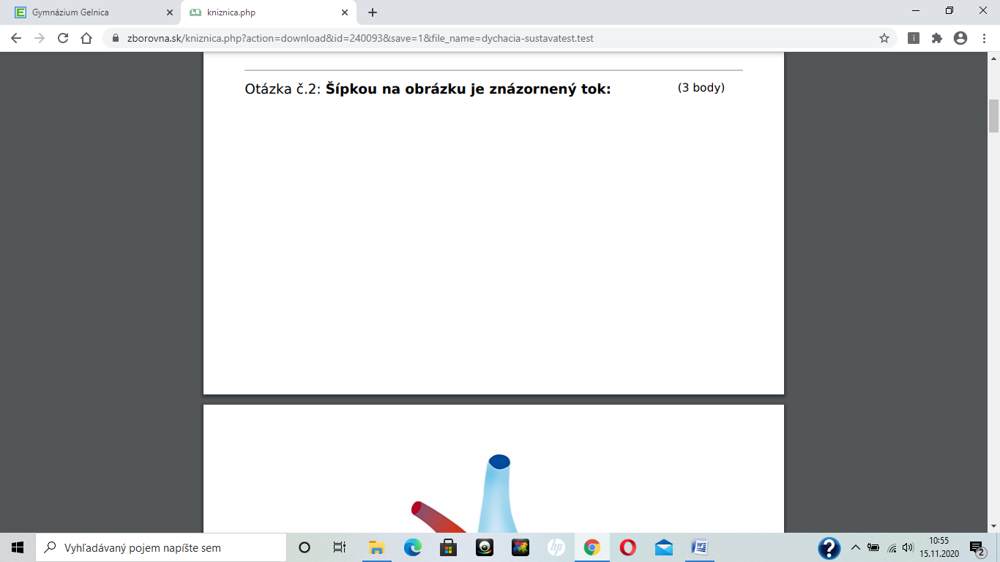 Gymnázium Gelnica
kniznica.php
zborovna.sk/kniznica.php?action=download&id=240093&save=1&file_name=dychacia-sustavatest.test
Otázka č.2: Šípkou na obrázku je znázornený tok:
(3 body)
Vyhľadávaný pojem napíšte sem
10:55
15.11.2020
2